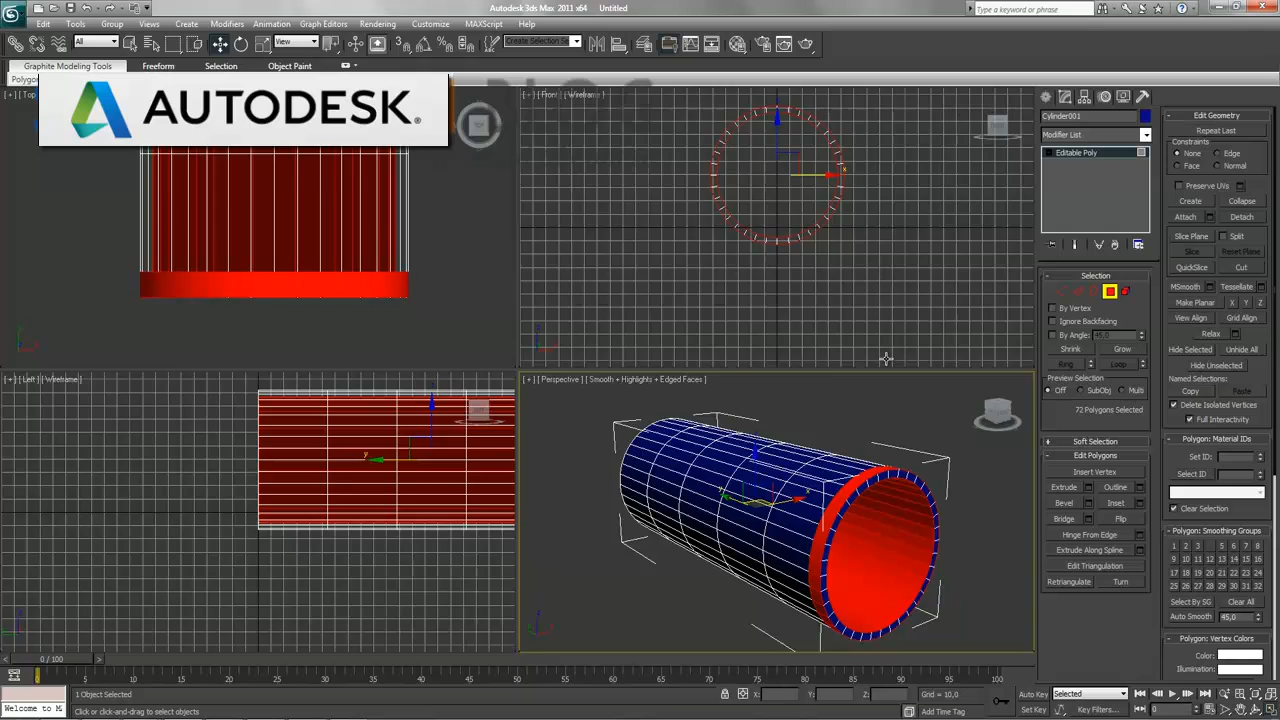 Autodesk 3ds Max 2011 x64 Untitled
Type a keyword or phrase
Edit Tools Group Views Create Modifiers Animation Graph Editors Rendering Customize MAXScript Help
All View Create Selection Se
Graphite Modeling Tools Freeform Selection Object Paint
AUTODESK®
[ + ] Front [ Wireframe ]
[ + ] [ Left ] [ Wireframe ]
[ + ] [ Perspective ] [ Smooth + Highlights + Edged Faces ]
Cylinder001
Modifier List
Editable Poly
Selection
By Vertex
Ignore Backfacing
By Angle: 45,0
Shrink Grow
Ring Loop
Preview Selection
Off SubObj Multi
72 Polygons Selected
Soft Selection
Edit Polygons
Insert Vertex
Extrude Outline
Bevel Inset
Bridge Flip
Hinge From Edge
Extrude Along Spline
Edit Triangulation
Retriangulate Turn
Edit Geometry
Repeat Last
Constraints
None Edge
Face Normal
Preserve UVs
Create Collapse
Attach Detach
Slice Plane Split
Slice Reset Plane
QuickSlice Cut
MSmooth Tessellate
Make Planar X Y Z
View Align Grid Align
Relax
Hide Selected Unhide All
Hide Unselected
Named Selections:
Copy Paste
Delete Isolated Vertices
Full Interactivity
Polygon: Material IDs
Set ID:
Select ID
Clear Selection
Polygon: Smoothing Groups
1 2 3 4 5 6 7 8
9 10 11 12 13 14 15 16
17 18 19 20 21 22 23 24
25 26 27 28 29 30 31 32
Select By SG Clear All
Auto Smooth 45,0
Polygon: Vertex Colors
Color:
Illumination:
0 / 100
0 5 10 15 20 25 30 35 40 45 50 55 60 65 70 75 80 85 90 95 100
1 Object Selected X: Y: Z: Grid = 10,0 Auto Key Selected
Welcome to M Click or click-and-drag to select objects Add Time Tag Set Key Key Filters... 0